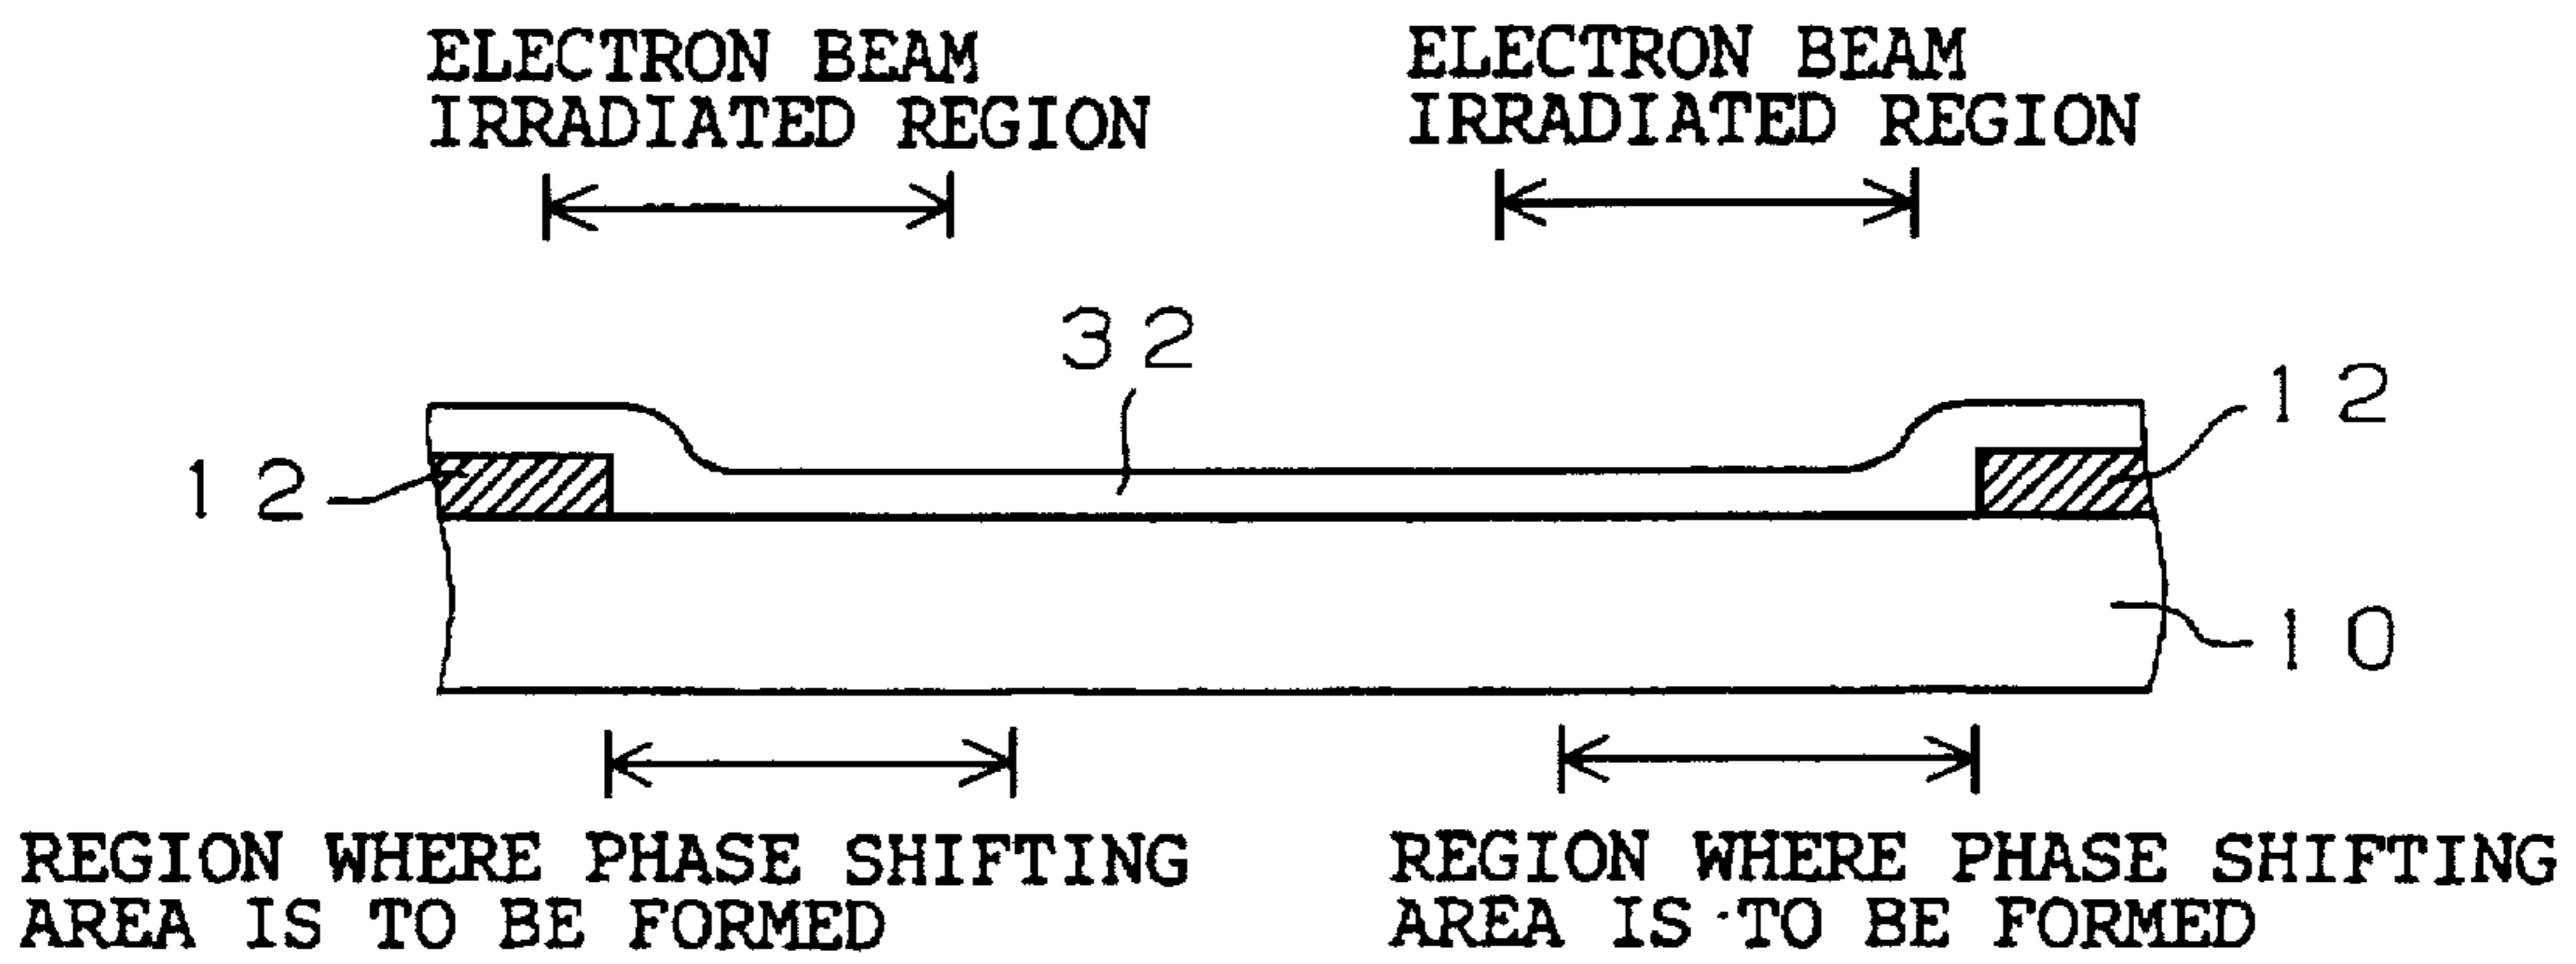 ELECTRON BEAM
IRRADIATED REGION
ELECTRON BEAM
IRRADIATED REGION
32
12
12
10
REGION WHERE PHASE SHIFTING
AREA IS TO BE FORMED
REGION WHERE PHASE SHIFTING
AREA IS TO BE FORMED